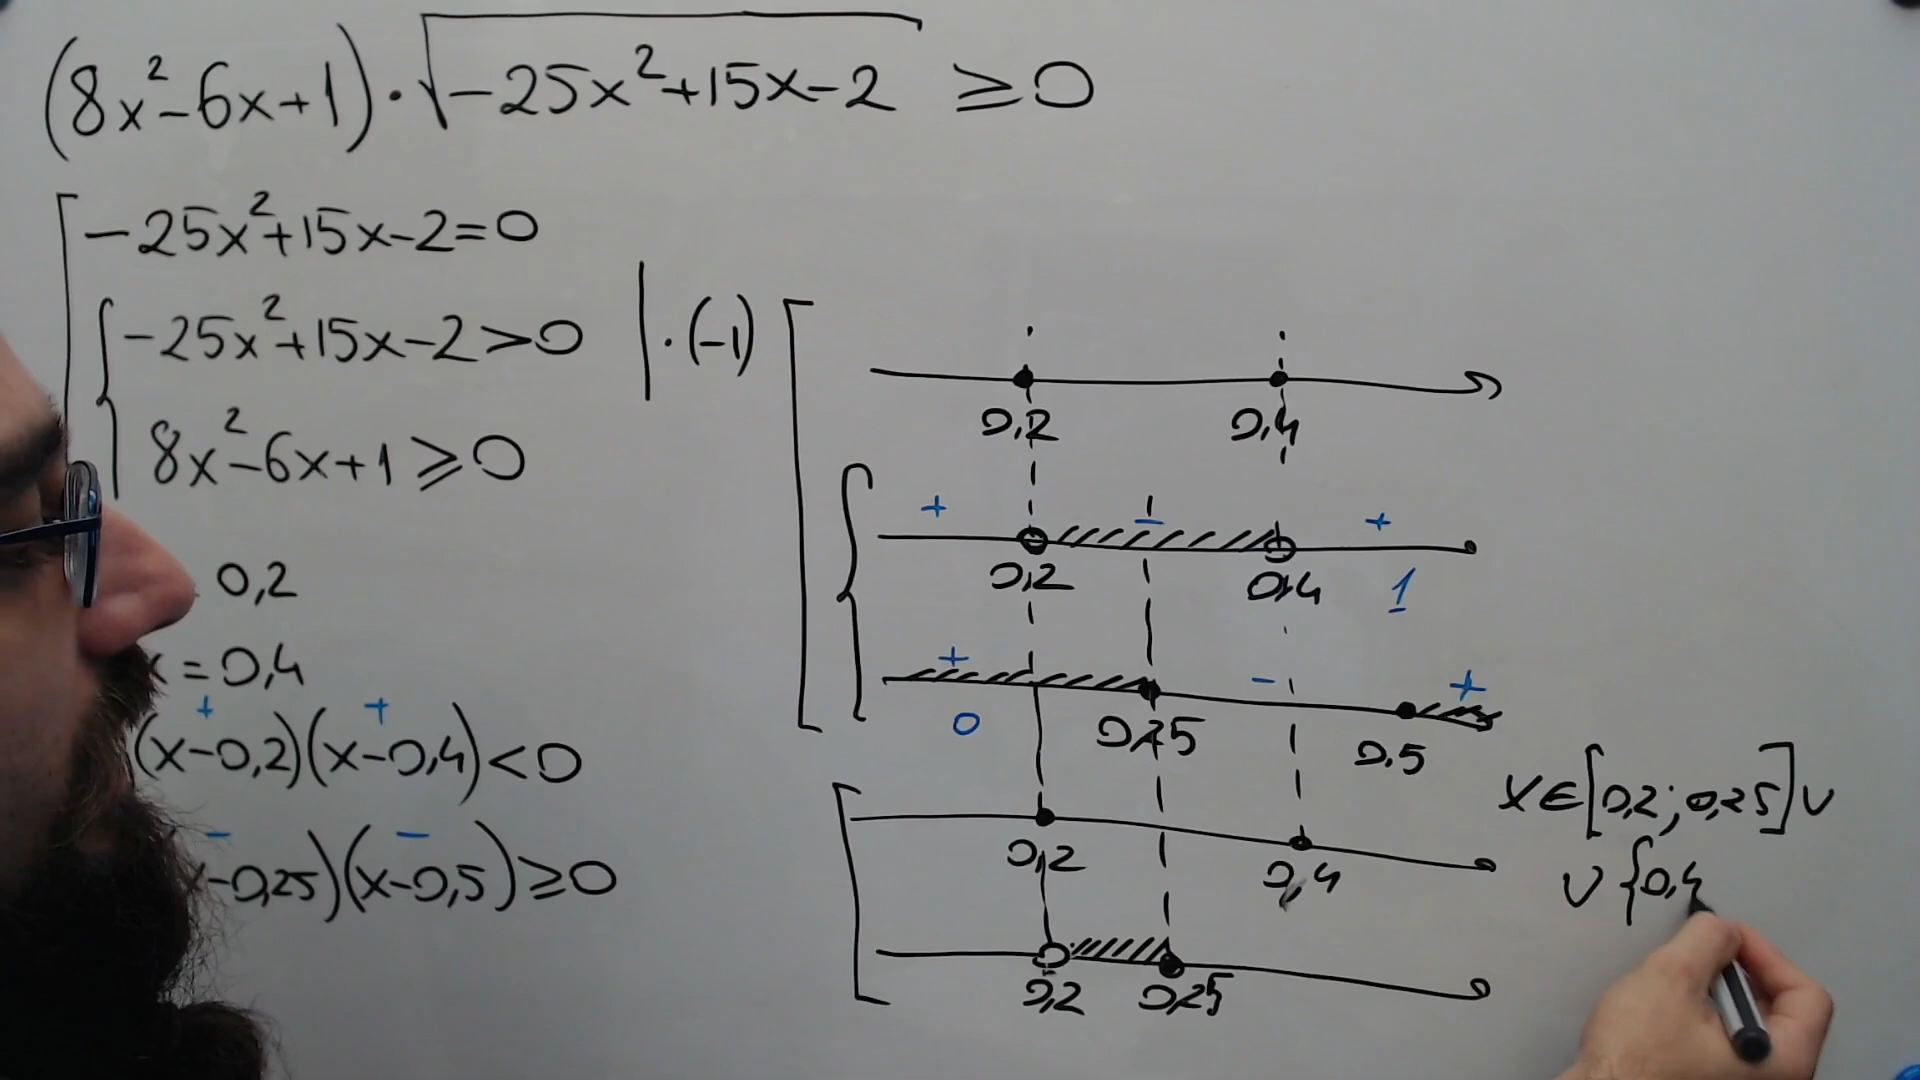 (8x²-6x+1)·√-25x²+15x-2 ≥0
-25x²+15x-2=0
-25x²+15x-2>0 |·(-1)
8x²-6x+1≥0
0,2
x=0,4
+ +
(x-0,2)(x-0,4)<0
- -
x-0,25)(x-0,5)≥0
0,2 0,4
+ - +
0,2 0,4 1
+ - +
0 0,25 0,5
0,2 0,4
0,2 0,25
x∈[0,2;0,25]∪
∪{0,4